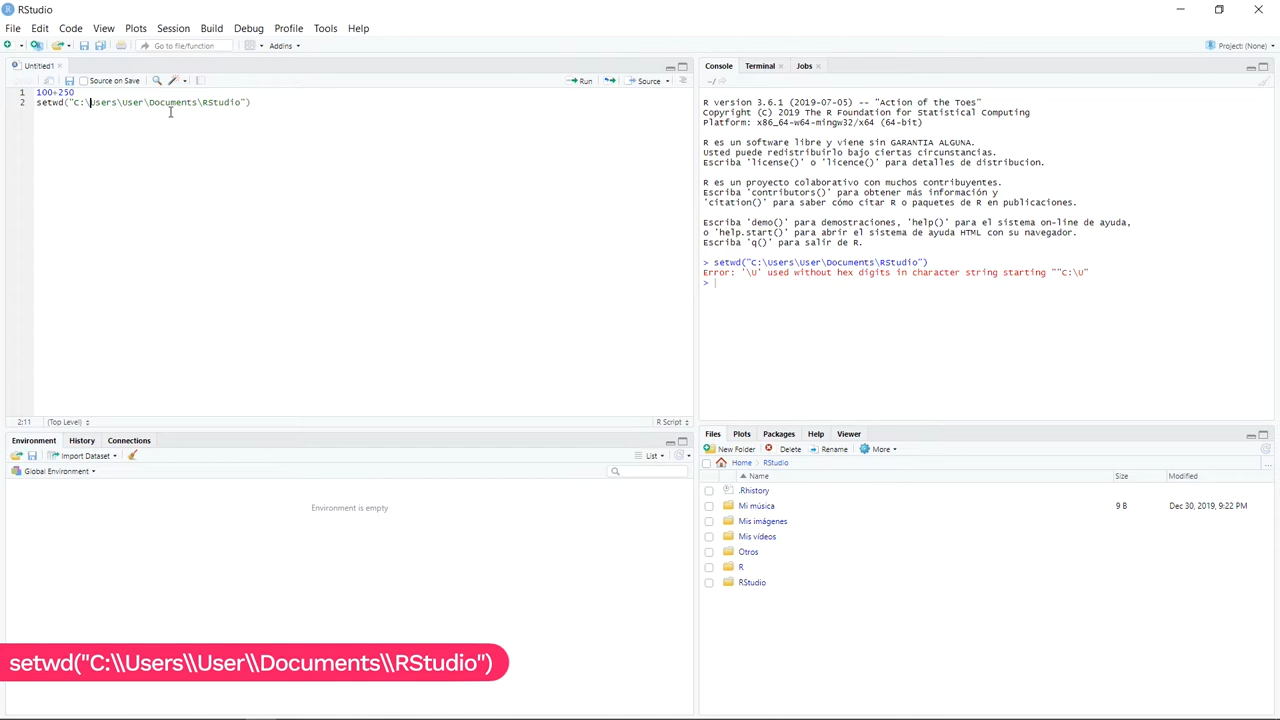 RStudio
File Edit Code View Plots Session Build Debug Profile Tools Help
Go to file/function Addins Project: (None)
Untitled1
Source on Save Run Source
1 100+250
2 setwd("C:\Users\User\Documents\RStudio")
2:11 (Top Level) R Script
Environment History Connections
Import Dataset List
Global Environment
Environment is empty
Console Terminal Jobs
~/
R version 3.6.1 (2019-07-05) -- "Action of the Toes"
Copyright (C) 2019 The R Foundation for Statistical Computing
Platform: x86_64-w64-mingw32/x64 (64-bit)
R es un software libre y viene sin GARANTIA ALGUNA.
Usted puede redistribuirlo bajo ciertas circunstancias.
Escriba 'license()' o 'licence()' para detalles de distribucion.
R es un proyecto colaborativo con muchos contribuyentes.
Escriba 'contributors()' para obtener más información y
'citation()' para saber cómo citar R o paquetes de R en publicaciones.
Escriba 'demo()' para demostraciones, 'help()' para el sistema on-line de ayuda,
o 'help.start()' para abrir el sistema de ayuda HTML con su navegador.
Escriba 'q()' para salir de R.
> setwd("C:\Users\User\Documents\RStudio")
Error: '\U' used without hex digits in character string starting ""C:\U"
>
Files Plots Packages Help Viewer
New Folder Delete Rename More
Home RStudio
Name Size Modified
.Rhistory
Mi música 9 B Dec 30, 2019, 9:22 PM
Mis imágenes
Mis vídeos
Otros
R
RStudio
setwd("C:\\Users\\User\\Documents\\RStudio")